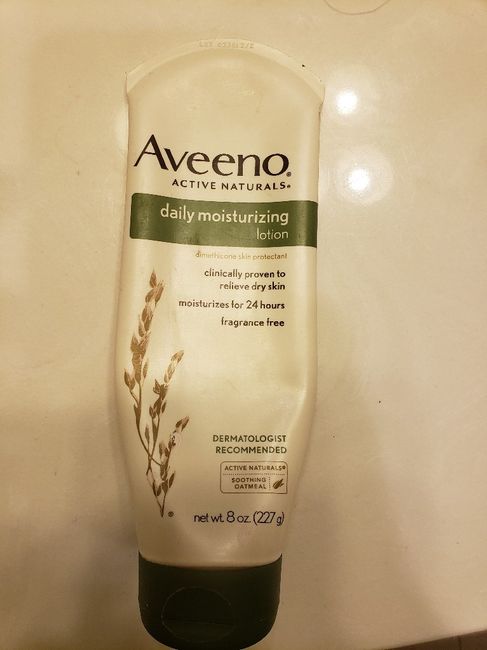 Aveeno®
ACTIVE NATURALS®
daily moisturizing
lotion
dimethicone skin protectant
clinically proven to
relieve dry skin
moisturizes for 24 hours
fragrance free
DERMATOLOGIST
RECOMMENDED
ACTIVE NATURALS®
SOOTHING
OATMEAL
®
net wt. 8 oz. (227 g)